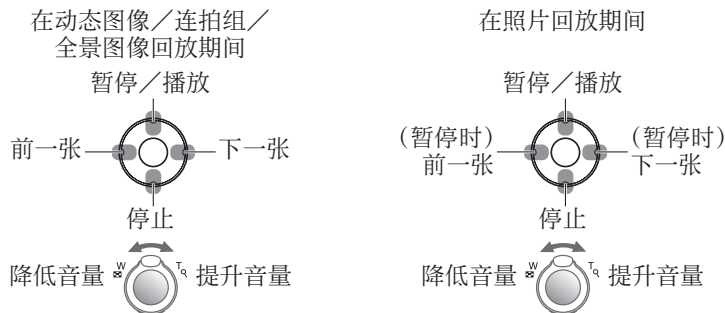 在动态图像／连拍组／
全景图像回放期间
暂停／播放
前一张
下一张
停止
降低音量
W
T
提升音量
在照片回放期间
暂停／播放
（暂停时）
前一张
（暂停时）
下一张
停止
降低音量
W
T
提升音量